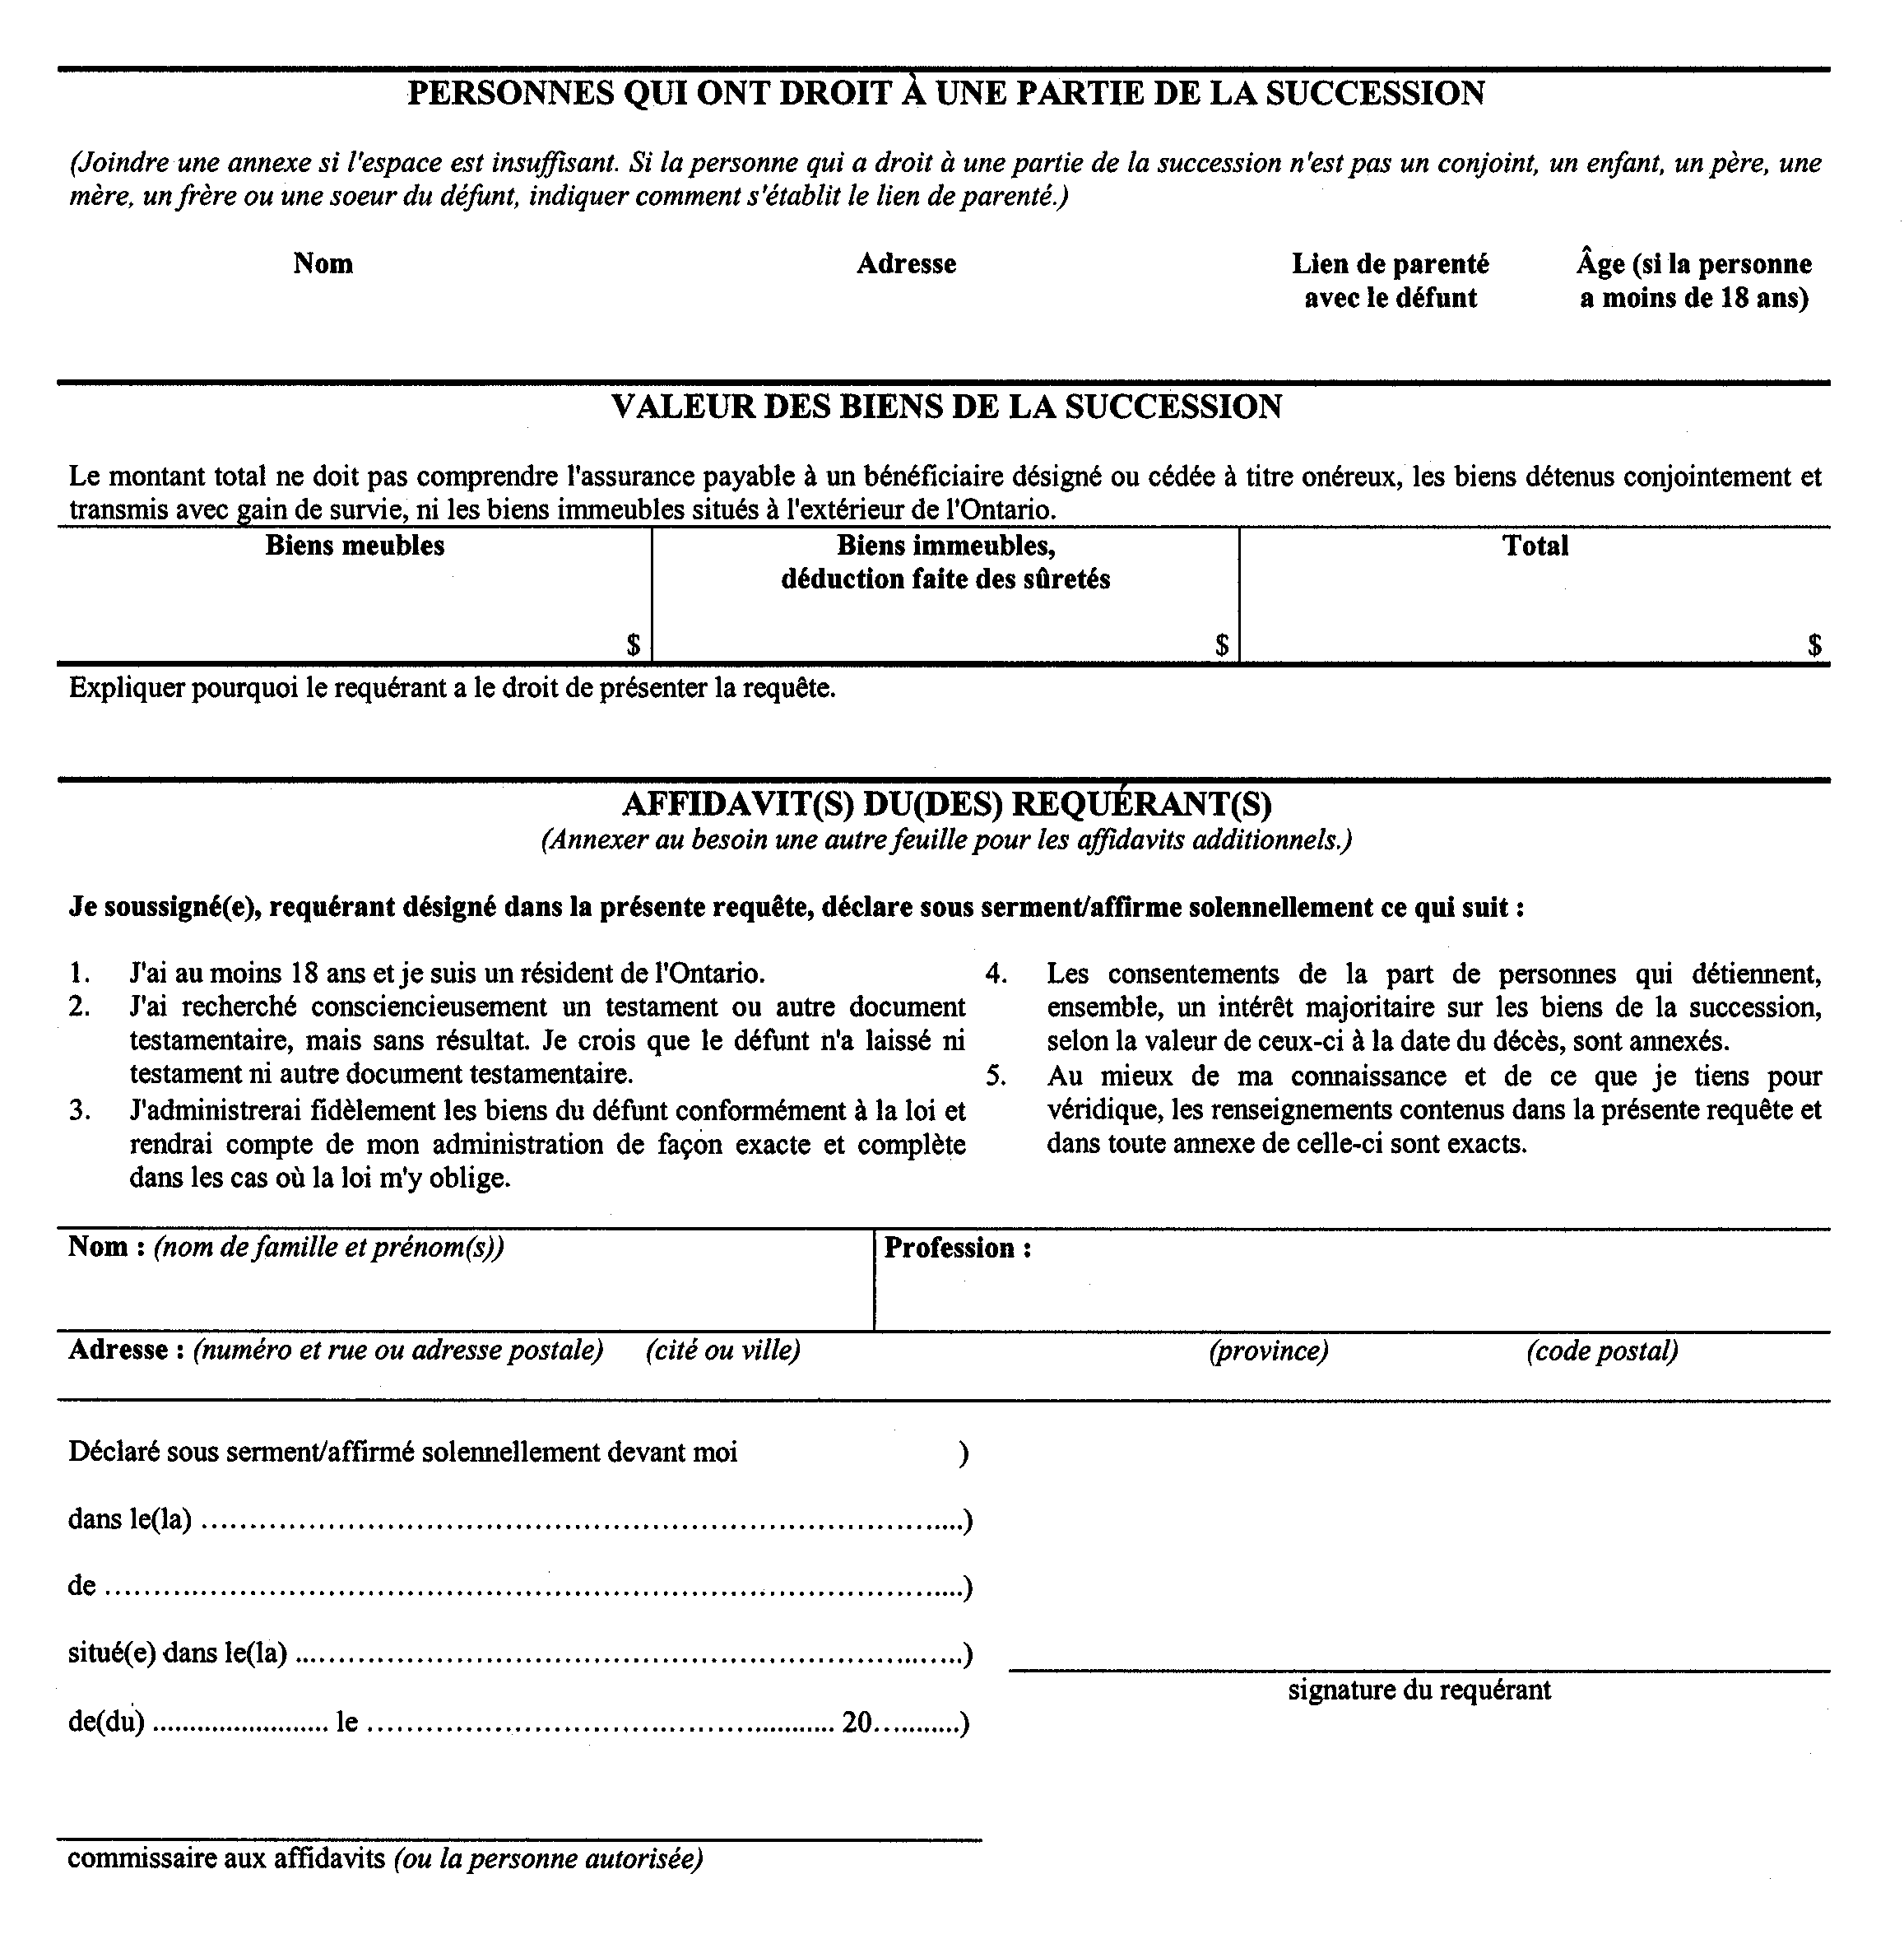 PERSONNES QUI ONT DROIT À UNE PARTIE DE LA SUCCESSION
(Joindre une annexe si l'espace est insuffisant. Si la personne qui a droit à une partie de la succession n'est pas un conjoint, un enfant, un père, une
mère, un frère ou une soeur du défunt, indiquer comment s'établit le lien de parenté.)
Nom Adresse Lien de parenté Âge (si la personne
avec le défunt a moins de 18 ans)
VALEUR DES BIENS DE LA SUCCESSION
Le montant total ne doit pas comprendre l'assurance payable à un bénéficiaire désigné ou cédée à titre onéreux, les biens détenus conjointement et
transmis avec gain de survie, ni les biens immeubles situés à l'extérieur de l'Ontario.
Biens meubles Biens immeubles, Total
déduction faite des sûretés
$ $ $
Expliquer pourquoi le requérant a le droit de présenter la requête.
AFFIDAVIT(S) DU(DES) REQUÉRANT(S)
(Annexer au besoin une autre feuille pour les affidavits additionnels.)
Je soussigné(e), requérant désigné dans la présente requête, déclare sous serment/affirme solennellement ce qui suit :
1. J'ai au moins 18 ans et je suis un résident de l'Ontario.
2. J'ai recherché consciencieusement un testament ou autre document
testamentaire, mais sans résultat. Je crois que le défunt n'a laissé ni
testament ni autre document testamentaire.
3. J'administrerai fidèlement les biens du défunt conformément à la loi et
rendrai compte de mon administration de façon exacte et complète
dans les cas où la loi m'y oblige.
4. Les consentements de la part de personnes qui détiennent,
ensemble, un intérêt majoritaire sur les biens de la succession,
selon la valeur de ceux-ci à la date du décès, sont annexés.
5. Au mieux de ma connaissance et de ce que je tiens pour
véridique, les renseignements contenus dans la présente requête et
dans toute annexe de celle-ci sont exacts.
Nom : (nom de famille et prénom(s)) Profession :
Adresse : (numéro et rue ou adresse postale) (cité ou ville) (province) (code postal)
Déclaré sous serment/affirmé solennellement devant moi )
dans le(la) ..........................................................................)
de ..........................................................................)
situé(e) dans le(la) ..........................................................................)
de(du) ........................ le ............................................................ 20............)
signature du requérant
commissaire aux affidavits (ou la personne autorisée)